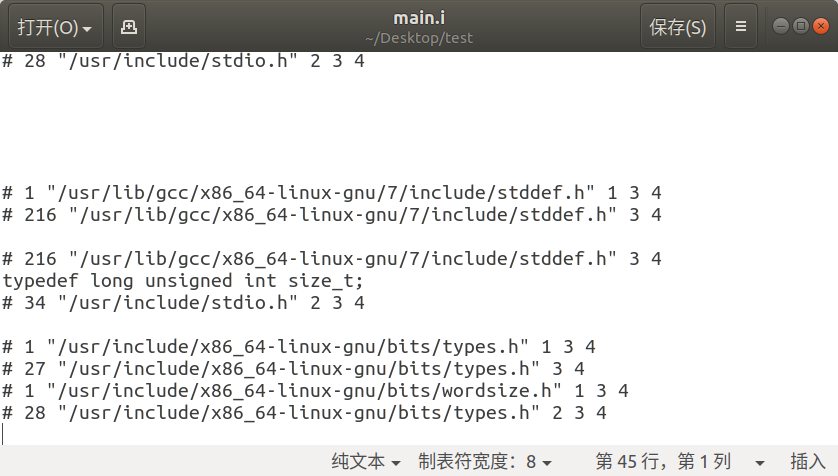 打开(O)
main.i
~/Desktop/test
保存(S)
# 28 "/usr/include/stdio.h" 2 3 4
# 1 "/usr/lib/gcc/x86_64-linux-gnu/7/include/stddef.h" 1 3 4
# 216 "/usr/lib/gcc/x86_64-linux-gnu/7/include/stddef.h" 3 4
# 216 "/usr/lib/gcc/x86_64-linux-gnu/7/include/stddef.h" 3 4
typedef long unsigned int size_t;
# 34 "/usr/include/stdio.h" 2 3 4
# 1 "/usr/include/x86_64-linux-gnu/bits/types.h" 1 3 4
# 27 "/usr/include/x86_64-linux-gnu/bits/types.h" 3 4
# 1 "/usr/include/x86_64-linux-gnu/bits/wordsize.h" 1 3 4
# 28 "/usr/include/x86_64-linux-gnu/bits/types.h" 2 3 4
纯文本 制表符宽度：8 第 45 行，第 1 列 插入